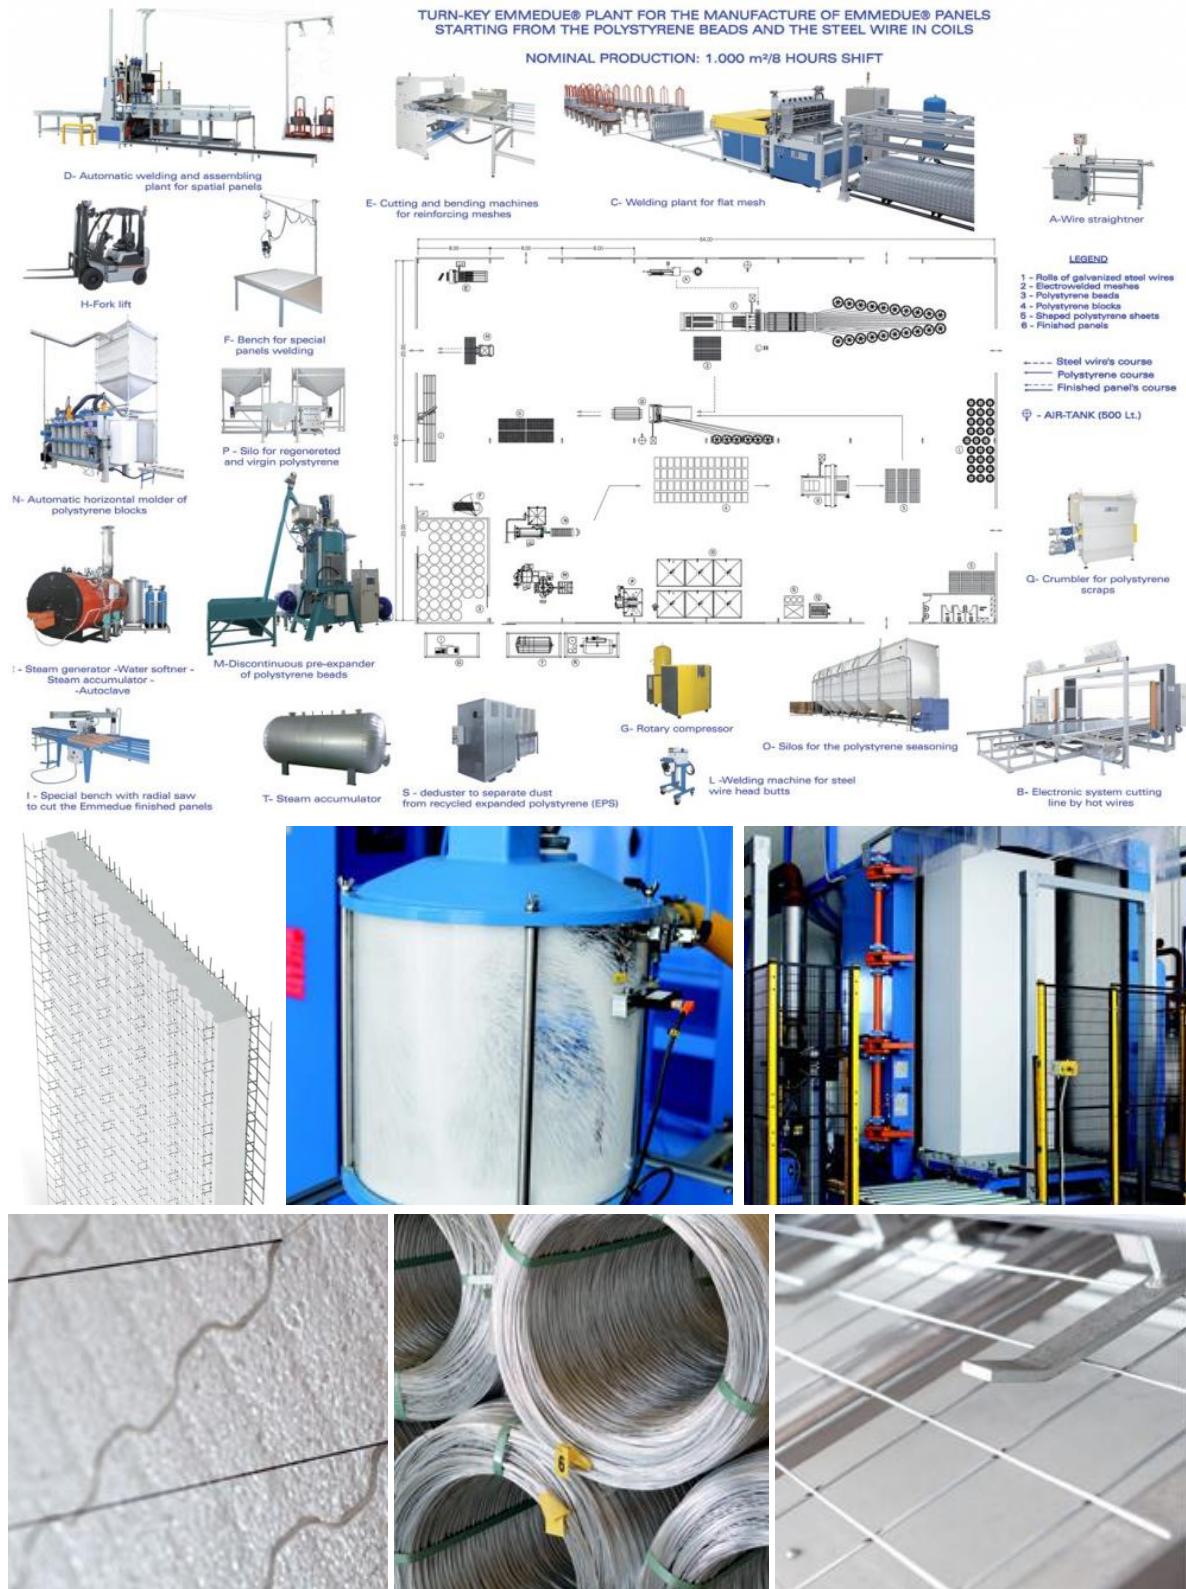 TURN-KEY EMMEDUE® PLANT FOR THE MANUFACTURE OF EMMEDUE® PANELS
STARTING FROM THE POLYSTYRENE BEADS AND THE STEEL WIRE IN COILS
NOMINAL PRODUCTION: 1.000 m²/8 HOURS SHIFT
D- Automatic welding and assembling
plant for spatial panels
E- Cutting and bending machines
for reinforcing meshes
C- Welding plant for flat mesh
A-Wire straightner
H-Fork lift
F- Bench for special
panels welding
LEGEND
1 - Rolls of galvanized steel wires
2 - Electrowelded meshes
3 - Polystyrene beads
4 - Polystyrene blocks
5 - Shaped polystyrene sheets
6 - Finished panels
Steel wire's course
Polystyrene course
Finished panel's course
- AIR-TANK (500 Lt.)
N- Automatic horizontal molder of
polystyrene blocks
P - Silo for regenereted
and virgin polystyrene
Q- Crumbler for polystyrene
scraps
- Steam generator -Water softner -
Steam accumulator -
-Autoclave
M-Discontinuous pre-expander
of polystyrene beads
G- Rotary compressor
O- Silos for the polystyrene seasoning
I - Special bench with radial saw
to cut the Emmedue finished panels
T- Steam accumulator
S - deduster to separate dust
from recycled expanded polystyrene (EPS)
L -Welding machine for steel
wire head butts
B- Electronic system cutting
line by hot wires
6